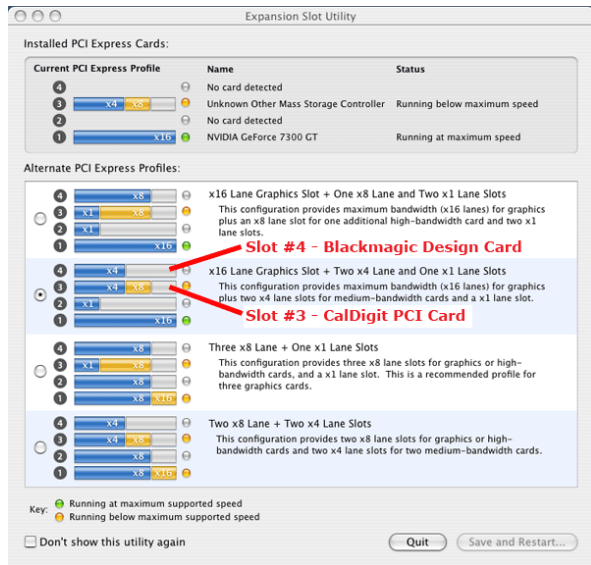 Expansion Slot Utility
Installed PCI Express Cards:
Current PCI Express Profile Name Status
4 No card detected
3 x4 x8 Unknown Other Mass Storage Controller Running below maximum speed
2 No card detected
1 x16 NVIDIA GeForce 7300 GT Running at maximum speed
Alternate PCI Express Profiles:
4 x8 x16 Lane Graphics Slot + One x8 Lane and Two x1 Lane Slots
3 x1 x8 This configuration provides maximum bandwidth (x16 lanes) for graphics
2 x1 plus an x8 lane slot for one additional high-bandwidth card and two x1
lane slots.
1 x16
Slot #4 - Blackmagic Design Card
4 x4 x16 Lane Graphics Slot + Two x4 Lane and One x1 Lane Slots
3 x4 x8 This configuration provides maximum bandwidth (x16 lanes) for graphics
2 x1 plus two x4 lane slots for medium-bandwidth cards and a x1 lane slot.
1 x16
Slot #3 - CalDigit PCI Card
4 x8 Three x8 Lane + One x1 Lane Slots
3 x1 x8 This configuration provides three x8 lane slots for graphics or high-
2 x8 bandwidth cards, and a x1 lane slot. This is a recommended profile for
1 x8 x16 three graphics cards.
4 x4 Two x8 Lane + Two x4 Lane Slots
3 x4 x8 This configuration provides two x8 lane slots for graphics or high-
2 x8 bandwidth cards and two x4 lane slots for two medium-bandwidth cards.
1 x8 x16
Key: Running at maximum supported speed
Running below maximum supported speed
Don't show this utility again
Quit
Save and Restart...